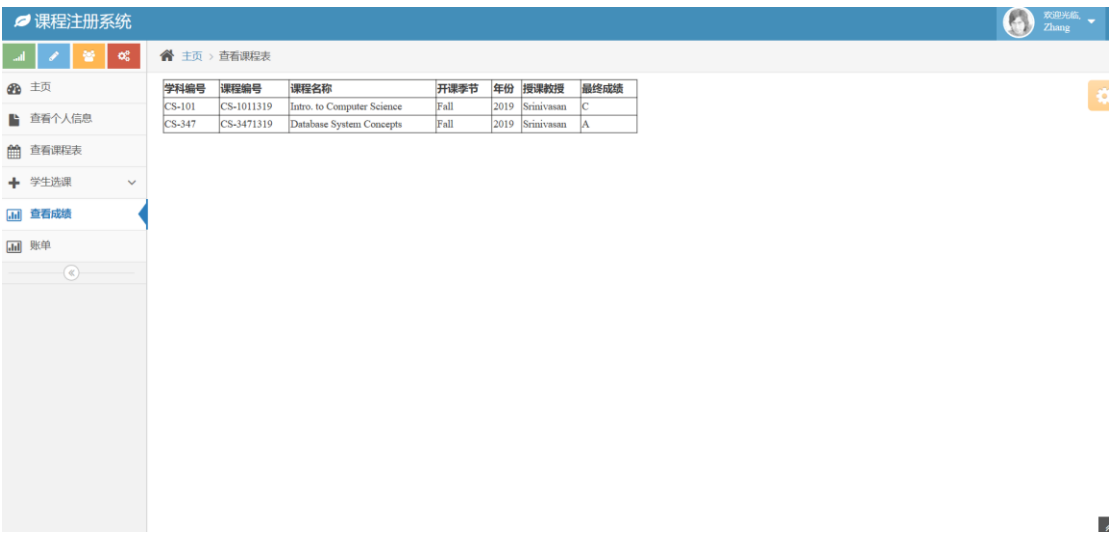 课程注册系统
欢迎光临,
Zhang
主页 > 查看课程表
主页
查看个人信息
查看课程表
学生选课
查看成绩
账单
学科编号 课程编号 课程名称 开课季节 年份 授课教授 最终成绩
CS-101 CS-1011319 Intro. to Computer Science Fall 2019 Srinivasan C
CS-347 CS-3471319 Database System Concepts Fall 2019 Srinivasan A